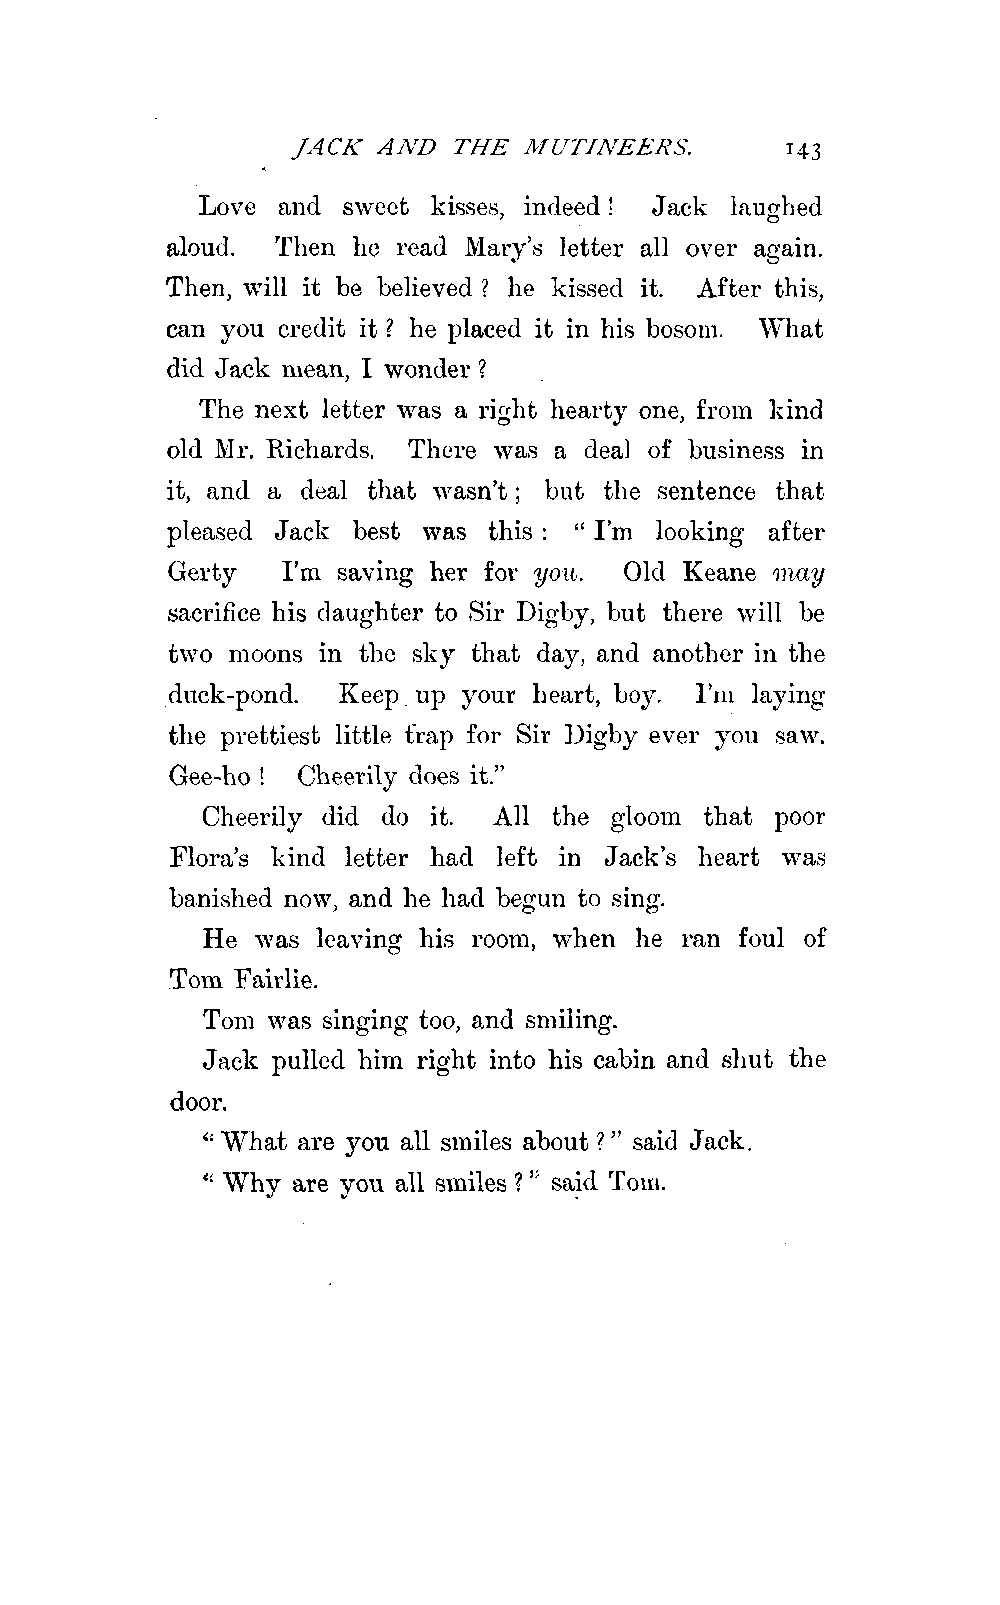 JACK AND THE MUTINEERS. 143
Love and sweet kisses, indeed! Jack laughed
aloud. Then he read Mary's letter all over again.
Then, will it be believed? he kissed it. After this,
can you credit it? he placed it in his bosom. What
did Jack mean, I wonder?
The next letter was a right hearty one, from kind
old Mr. Richards. There was a deal of business in
it, and a deal that wasn't; but the sentence that
pleased Jack best was this: "I'm looking after
Gerty I'm saving her for you. Old Keane may
sacrifice his daughter to Sir Digby, but there will be
two moons in the sky that day, and another in the
duck-pond. Keep up your heart, boy. I'm laying
the prettiest little trap for Sir Digby ever you saw.
Gee-ho! Cheerily does it."
Cheerily did do it. All the gloom that poor
Flora's kind letter had left in Jack's heart was
banished now, and he had begun to sing.
He was leaving his room, when he ran foul of
Tom Fairlie.
Tom was singing too, and smiling.
Jack pulled him right into his cabin and shut the
door.
"What are you all smiles about?" said Jack.
"Why are you all smiles?" said Tom.